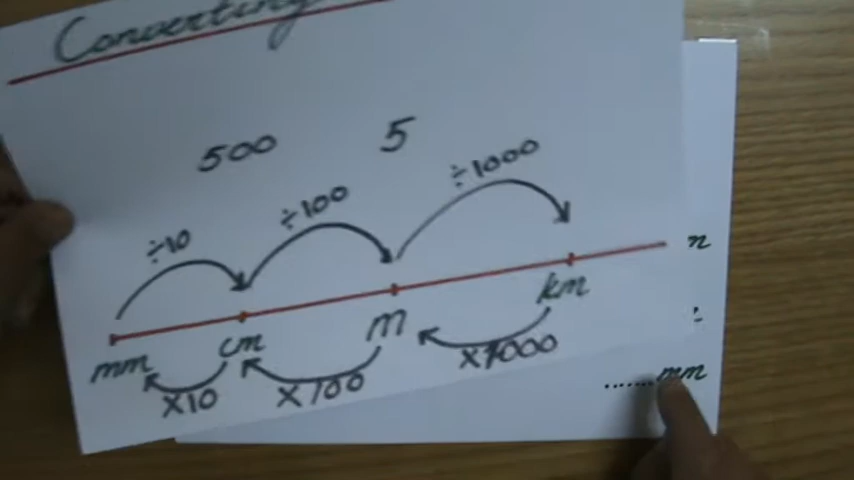 Converting
500 5
÷10 ÷100 ÷1000
mm cm m km
X10 X100 X1000
.......mm